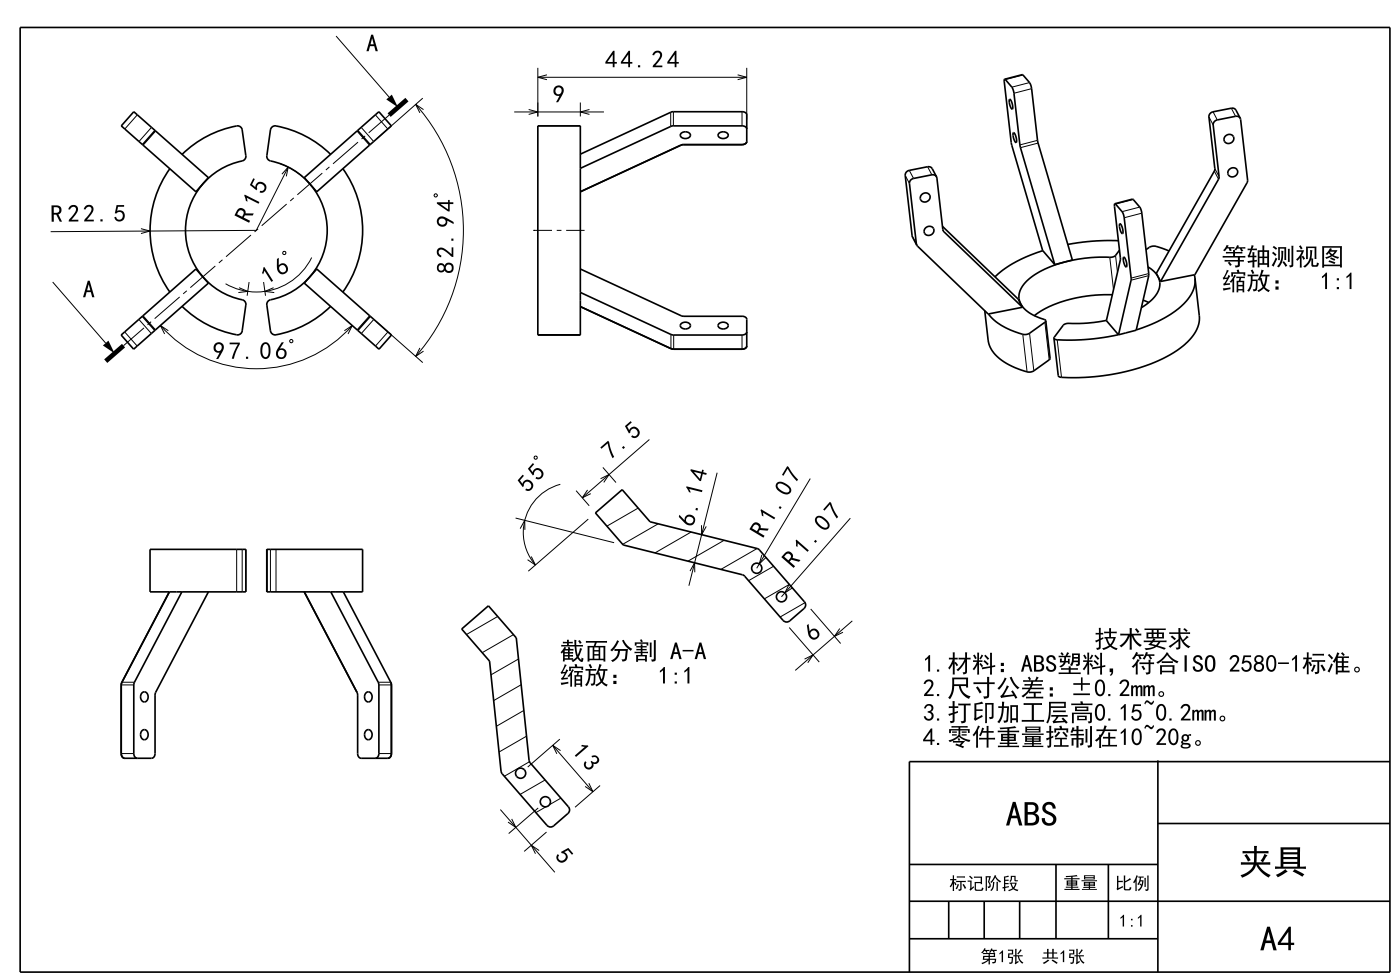 A
44.24
9
R15
R22.5
82.94°
16°
A
97.06°
等轴测视图
缩放： 1:1
7.5
55°
6.14
R1.07
R1.07
6
截面分割 A-A
缩放： 1:1
13
5
技术要求
1.材料：ABS塑料，符合ISO 2580-1标准。
2.尺寸公差：±0.2mm。
3.打印加工层高0.15~0.2mm。
4.零件重量控制在10~20g。
ABS
夹具
标记阶段 重量 比例
1:1
A4
第1张 共1张